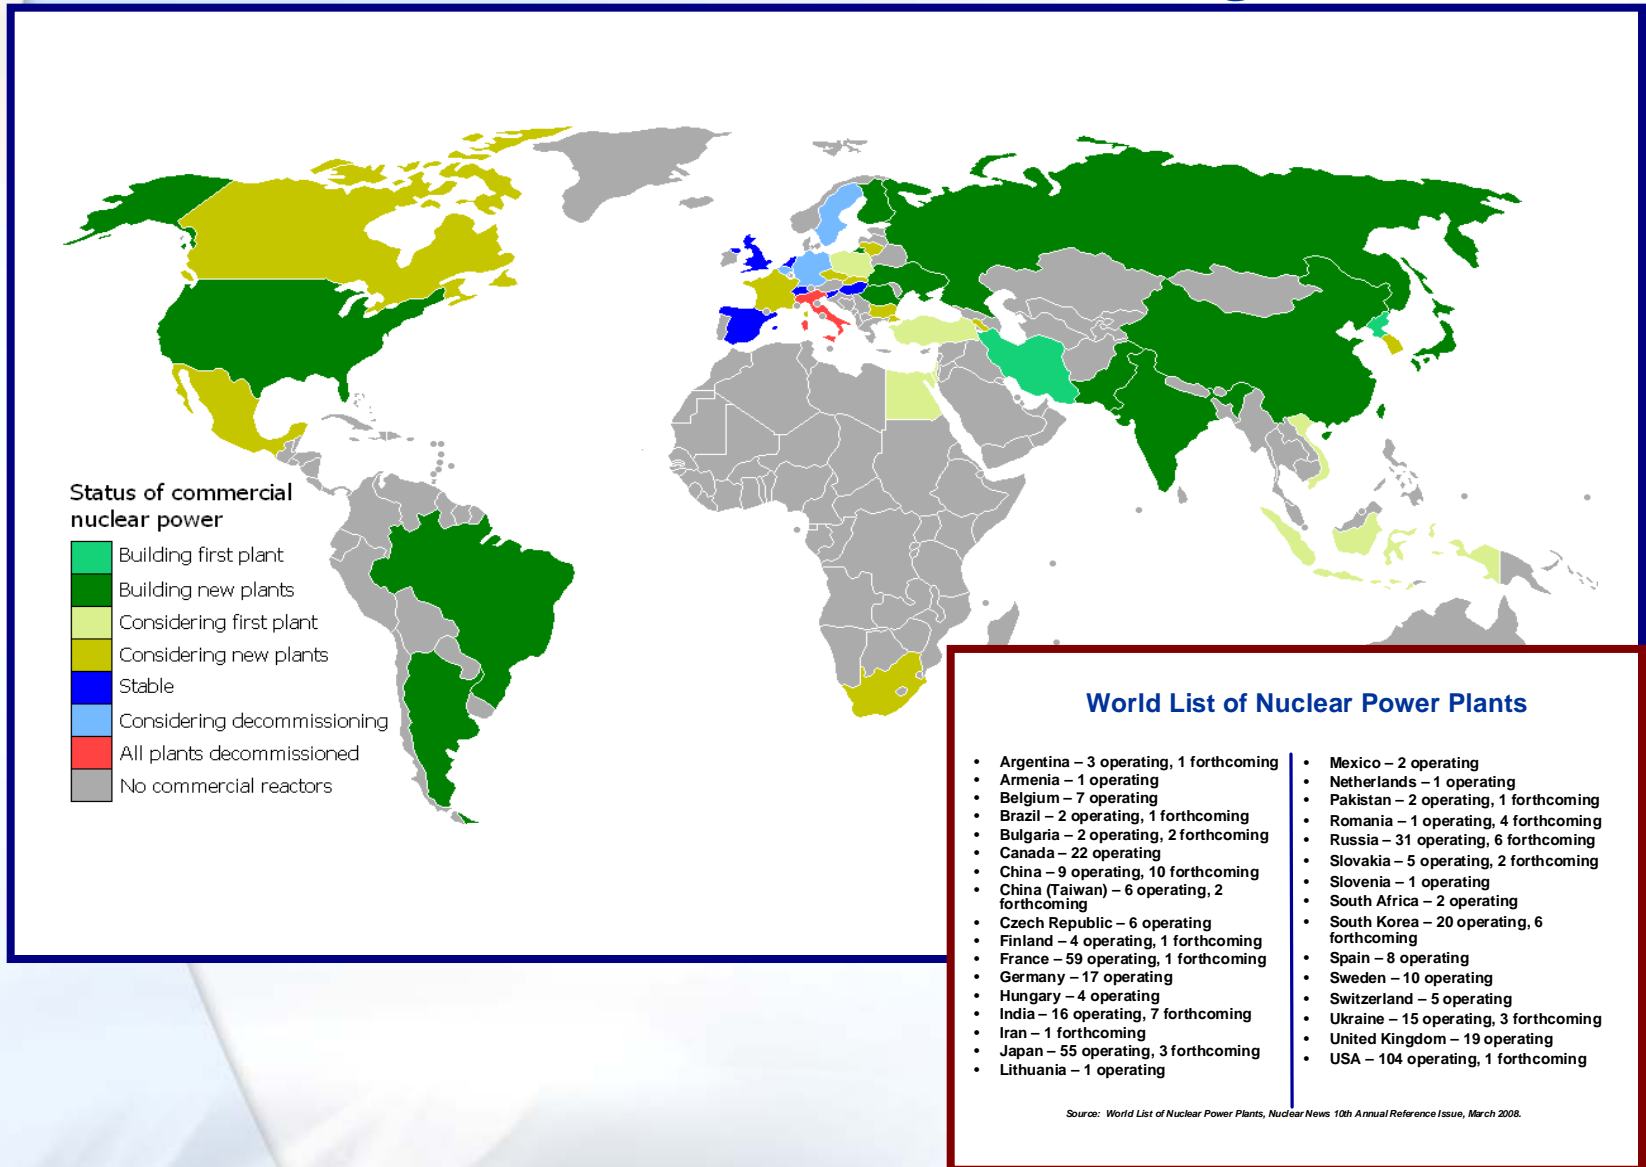 Status of commercial
nuclear power
Building first plant
Building new plants
Considering first plant
Considering new plants
Stable
Considering decommissioning
All plants decommissioned
No commercial reactors
World List of Nuclear Power Plants
• Argentina – 3 operating, 1 forthcoming
• Armenia – 1 operating
• Belgium – 7 operating
• Brazil – 2 operating, 1 forthcoming
• Bulgaria – 2 operating, 2 forthcoming
• Canada – 22 operating
• China – 9 operating, 10 forthcoming
• China (Taiwan) – 6 operating, 2
forthcoming
• Czech Republic – 6 operating
• Finland – 4 operating, 1 forthcoming
• France – 59 operating, 1 forthcoming
• Germany – 17 operating
• Hungary – 4 operating
• India – 16 operating, 7 forthcoming
• Iran – 1 forthcoming
• Japan – 55 operating, 3 forthcoming
• Lithuania – 1 operating
• Mexico – 2 operating
• Netherlands – 1 operating
• Pakistan – 2 operating, 1 forthcoming
• Romania – 1 operating, 4 forthcoming
• Russia – 31 operating, 6 forthcoming
• Slovakia – 5 operating, 2 forthcoming
• Slovenia – 1 operating
• South Africa – 2 operating
• South Korea – 20 operating, 6
forthcoming
• Spain – 8 operating
• Sweden – 10 operating
• Switzerland – 5 operating
• Ukraine – 15 operating, 3 forthcoming
• United Kingdom – 19 operating
• USA – 104 operating, 1 forthcoming
Source: World List of Nuclear Power Plants, Nuclear News 10th Annual Reference Issue, March 2008.